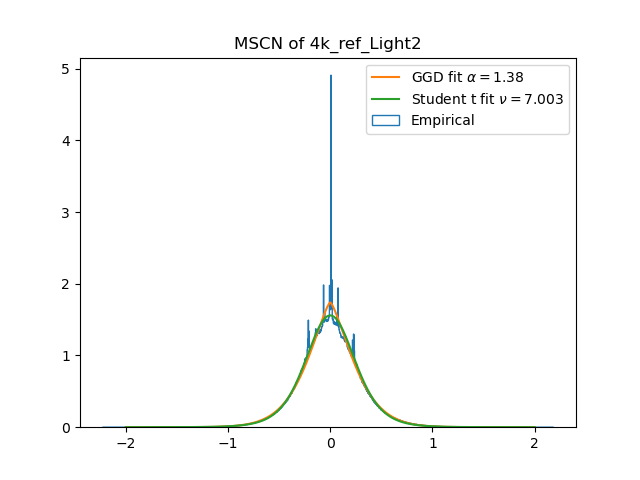 MSCN of 4k_ref_Light2
GGD fit α = 1.38
Student t fit ν = 7.003
Empirical
5
4
3
2
1
0
−2 −1 0 1 2